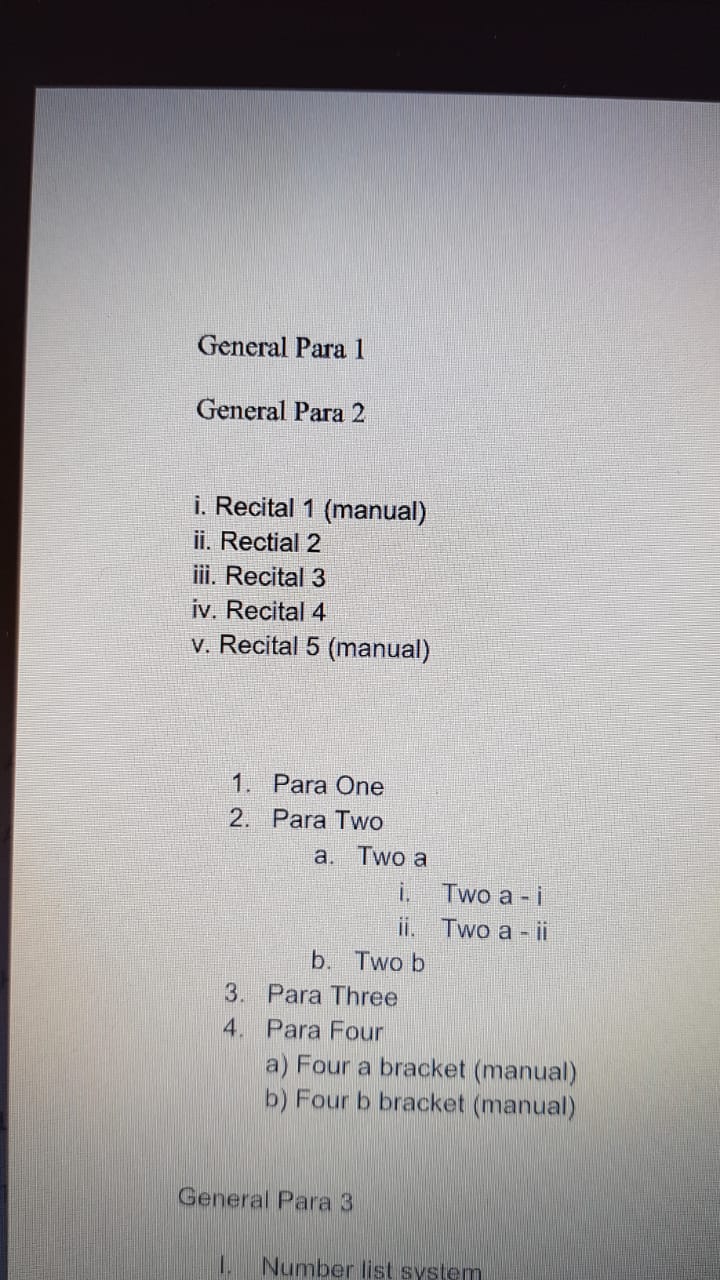 General Para 1
General Para 2
i. Recital 1 (manual)
ii. Rectial 2
iii. Recital 3
iv. Recital 4
v. Recital 5 (manual)
1. Para One
2. Para Two
a. Two a
i. Two a - i
ii. Two a - ii
b. Two b
3. Para Three
4. Para Four
a) Four a bracket (manual)
b) Four b bracket (manual)
General Para 3
I. Number list system